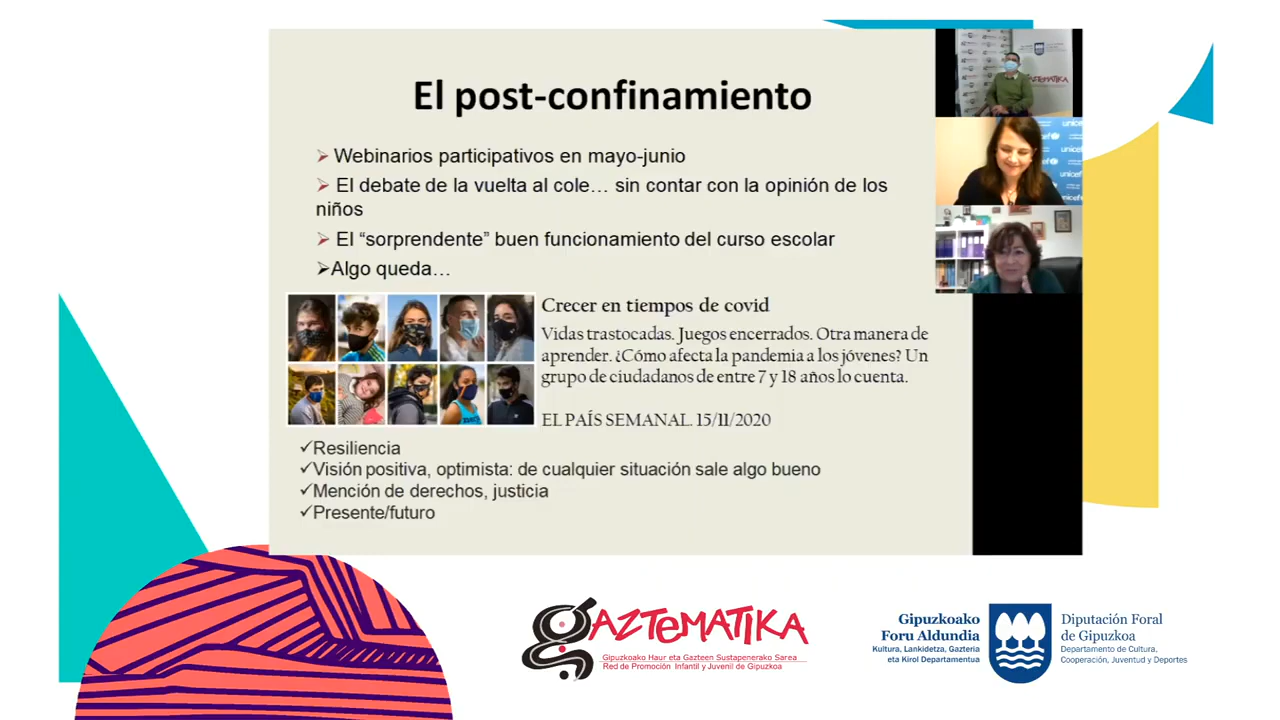 El post-confinamiento
Webinarios participativos en mayo-junio
El debate de la vuelta al cole… sin contar con la opinión de los
niños
El “sorprendente” buen funcionamiento del curso escolar
Algo queda…
Crecer en tiempos de covid
Vidas trastocadas. Juegos encerrados. Otra manera de
aprender. ¿Cómo afecta la pandemia a los jóvenes? Un
grupo de ciudadanos de entre 7 y 18 años lo cuenta.
EL PAÍS SEMANAL. 15/11/2020
Resiliencia
Visión positiva, optimista: de cualquier situación sale algo bueno
Mención de derechos, justicia
Presente/futuro
unicef
unicef
unicef
GAZTEMATIKA
Gipuzkoako Haur eta Gazteen Sustapenerako Sarea
Red de Promoción Infantil y Juvenil de Gipuzkoa
Gipuzkoako
Foru Aldundia
Kultura, Lankidetza, Gazteria
eta Kirol Departamentua
Diputación Foral
de Gipuzkoa
Departamento de Cultura,
Cooperación, Juventud y Deportes